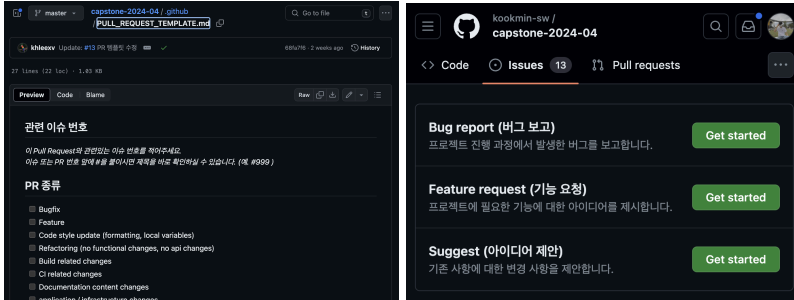 master
capstone-2024-04 / .github
/ PULL_REQUEST_TEMPLATE.md
Go to file
t
khleexv Update: #13 PR 템플릿 수정
66fa7f6 · 2 weeks ago
History
27 lines (22 loc) · 1.03 KB
Preview
Code
Blame
Raw
관련 이슈 번호
이 Pull Request와 관련있는 이슈 번호를 적어주세요.
이슈 또는 PR 번호 앞에 #을 붙이시면 제목을 바로 확인하실 수 있습니다. (예. #999 )
PR 종류
Bugfix
Feature
Code style update (formatting, local variables)
Refactoring (no functional changes, no api changes)
Build related changes
CI related changes
Documentation content changes
application / infrastructure changes
kookmin-sw /
capstone-2024-04
Code
Issues 13
Pull requests
Bug report (버그 보고)
프로젝트 진행 과정에서 발생한 버그를 보고합니다.
Get started
Feature request (기능 요청)
프로젝트에 필요한 기능에 대한 아이디어를 제시합니다.
Get started
Suggest (아이디어 제안)
기존 사항에 대한 변경 사항을 제안합니다.
Get started